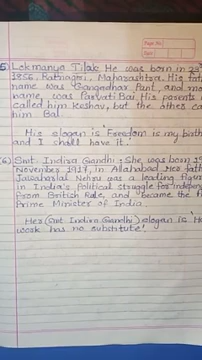 Page No.
Date
5. Lokmanya Tilak He was born in 23
1856, Ratnagiri, Maharashtra. His fath
name was Gangadhar Pant, and mo
name, was Parvati Bai His parents
called him Keshav, but the other ca
him Bal
His slogan is 'Freedom is my birth
and I shall have it.'
(6) Smt. Indira Gandhi: She was born 19
November 1917, in Allahabad Her fath
Jawaharlal Nehru was a leading figur
in India's Political struggle for indepen
From British Rule, and became the fi
Prime Minister of India.
Her (Smt Indira Gandhi) slogan is 'H
work has no substitute'.